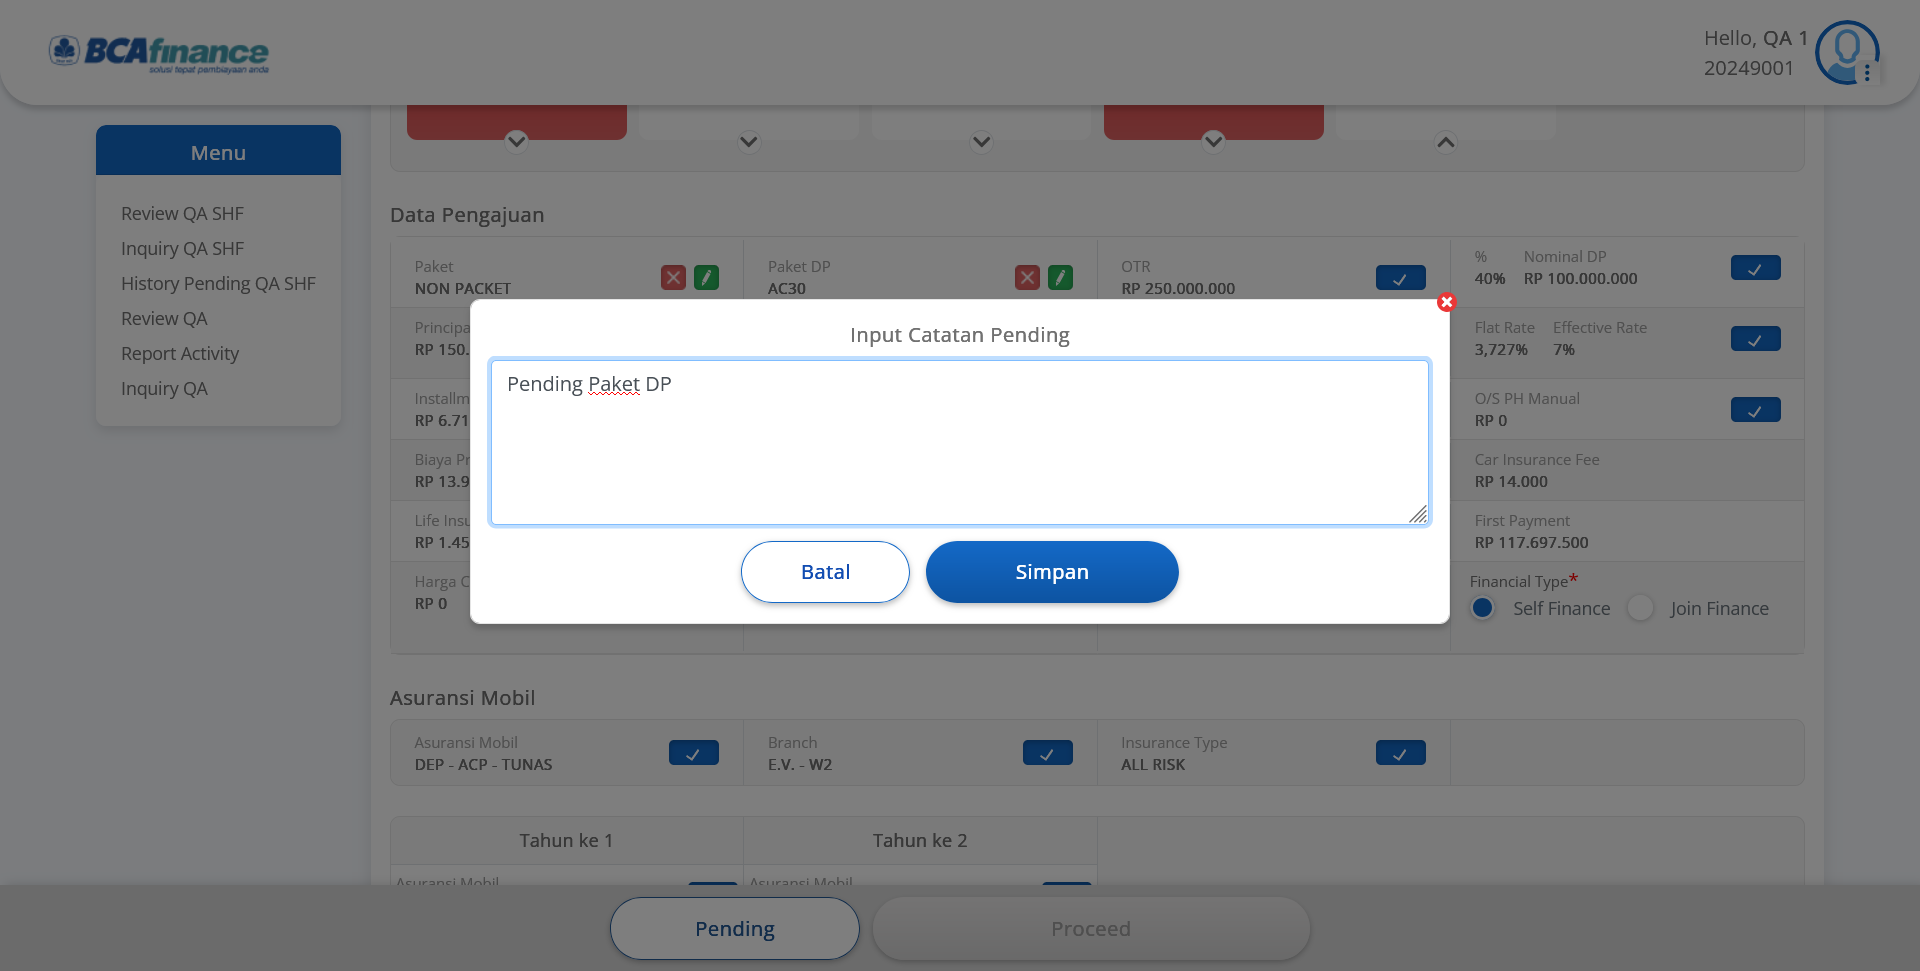 BCAfinance
solusi tepat pembiayaan anda
Hello, QA 1
20249001
Menu
Review QA SHF
Inquiry QA SHF
History Pending QA SHF
Review QA
Report Activity
Inquiry QA
Data Pengajuan
Paket
NON PACKET
Paket DP
AC30
OTR
RP 250.000.000
% Nominal DP
40% RP 100.000.000
Principa
RP 150.
Flat Rate Effective Rate
3,727% 7%
Installm
RP 6.71
O/S PH Manual
RP 0
Biaya Pr
RP 13.9
Car Insurance Fee
RP 14.000
Life Insu
RP 1.45
First Payment
RP 117.697.500
Harga C
RP 0
Financial Type*
Self Finance Join Finance
Input Catatan Pending
Pending Paket DP
Batal
Simpan
Asuransi Mobil
Asuransi Mobil
DEP - ACP - TUNAS
Branch
E.V. - W2
Insurance Type
ALL RISK
Tahun ke 1
Tahun ke 2
Asuransi Mobil
Asuransi Mobil
Pending
Proceed